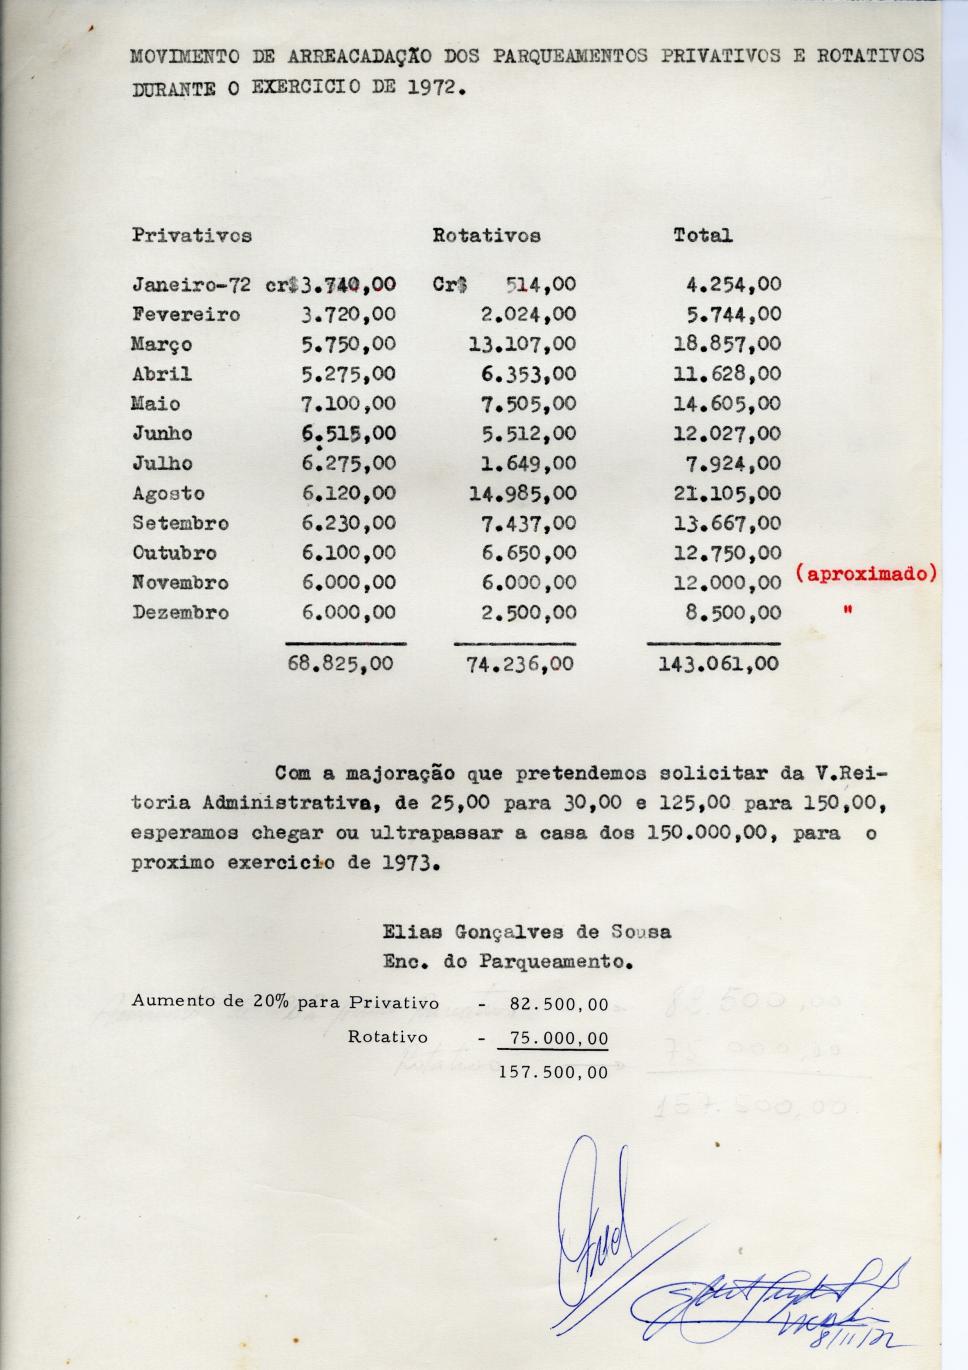 MOVIMENTO DE ARREACADAÇÃO DOS PARQUEAMENTOS PRIVATIVOS E ROTATIVOS
DURANTE O EXERCICIO DE 1972.
Privativos Rotativos Total
Janeiro-72 cr$3.740,00 Cr$ 514,00 4.254,00
Fevereiro 3.720,00 2.024,00 5.744,00
Março 5.750,00 13.107,00 18.857,00
Abril 5.275,00 6.353,00 11.628,00
Maio 7.100,00 7.505,00 14.605,00
Junho 6.515,00 5.512,00 12.027,00
Julho 6.275,00 1.649,00 7.924,00
Agosto 6.120,00 14.985,00 21.105,00
Setembro 6.230,00 7.437,00 13.667,00
Outubro 6.100,00 6.650,00 12.750,00
Novembro 6.000,00 6.000,00 12.000,00 (aproximado)
Dezembro 6.000,00 2.500,00 8.500,00 "
68.825,00 74.236,00 143.061,00
Com a majoração que pretendemos solicitar da V.Rei-
toria Administrativa, de 25,00 para 30,00 e 125,00 para 150,00,
esperamos chegar ou ultrapassar a casa dos 150.000,00, para o
proximo exercicio de 1973.
Elias Gonçalves de Sousa
Enc. do Parqueamento.
Aumento de 20% para Privativo - 82.500,00
Rotativo - 75.000,00
157.500,00
8/11/72